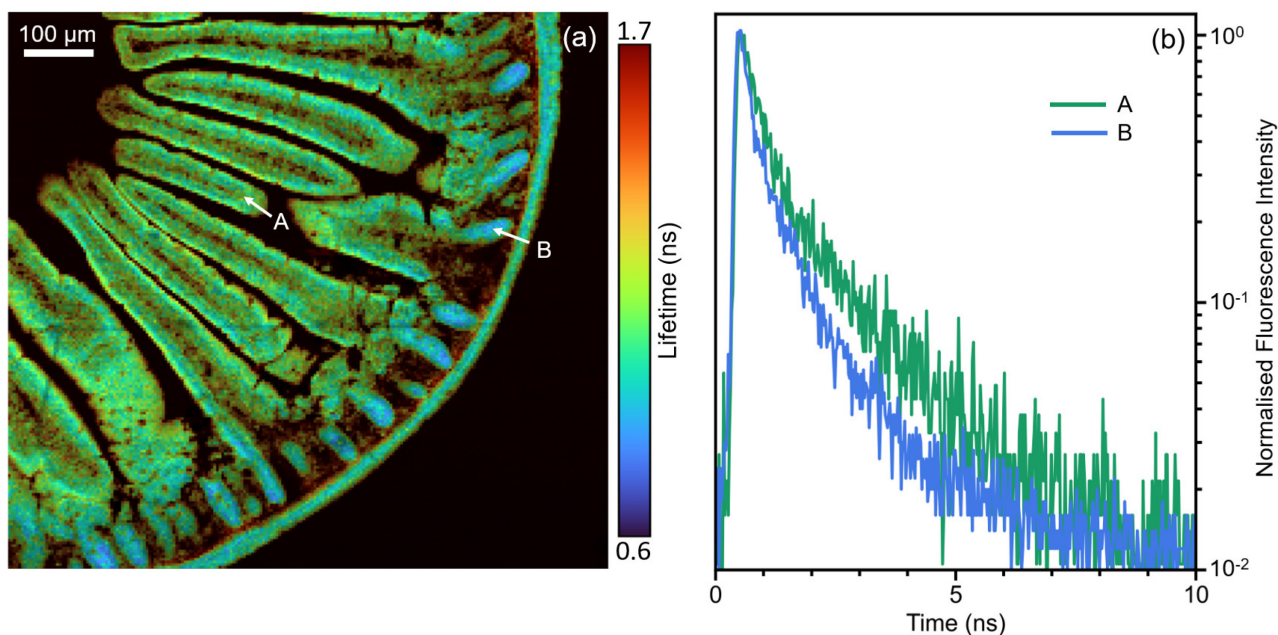 100 µm
(a)
A
B
1.7
Lifetime (ns)
0.6
(b)
A
B
10⁰
10⁻¹
10⁻²
Normalised Fluorescence Intensity
0
5
10
Time (ns)